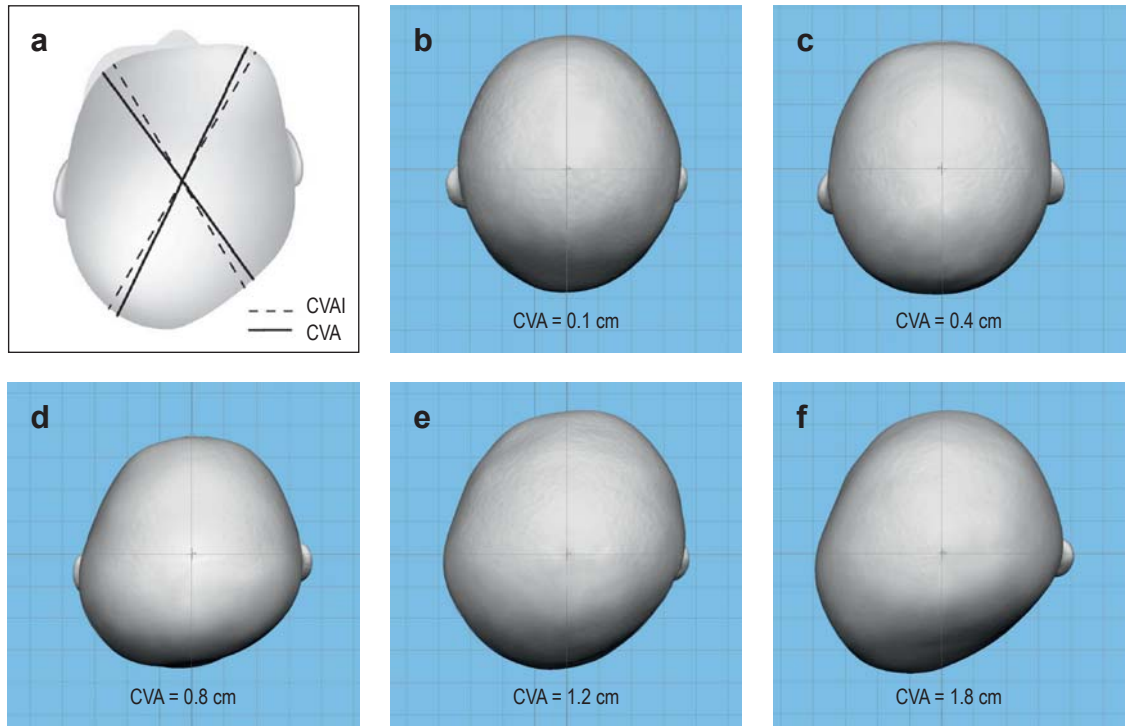 a
CVAI
CVA
b
CVA = 0.1 cm
c
CVA = 0.4 cm
d
CVA = 0.8 cm
e
CVA = 1.2 cm
f
CVA = 1.8 cm